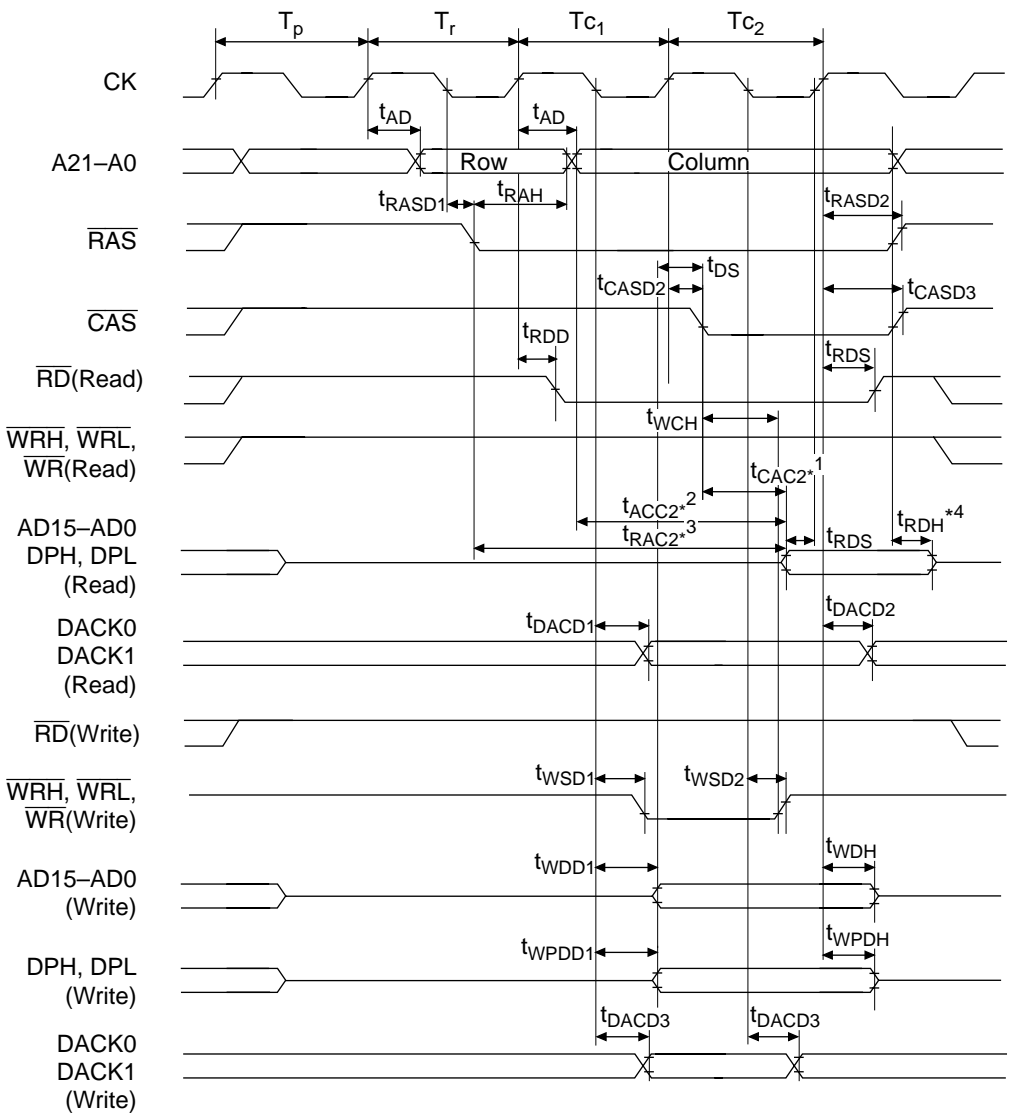 Tp Tr Tc1 Tc2
CK
tAD tAD
A21–A0 Row Column
tRASD1 tRAH tRASD2
RAS
tDS
tCASD2 tCASD3
CAS
tRDD tRDS
RD(Read)
tWCH
WRH, WRL,
WR(Read)
tCAC2*1
tACC2*2
tRAC2*3 tRDS tRDH*4
AD15–AD0
DPH, DPL
(Read)
tDACD1 tDACD2
DACK0
DACK1
(Read)
RD(Write)
tWSD1 tWSD2
WRH, WRL,
WR(Write)
tWDD1 tWDH
AD15–AD0
(Write)
tWPDD1 tWPDH
DPH, DPL
(Write)
tDACD3 tDACD3
DACK0
DACK1
(Write)